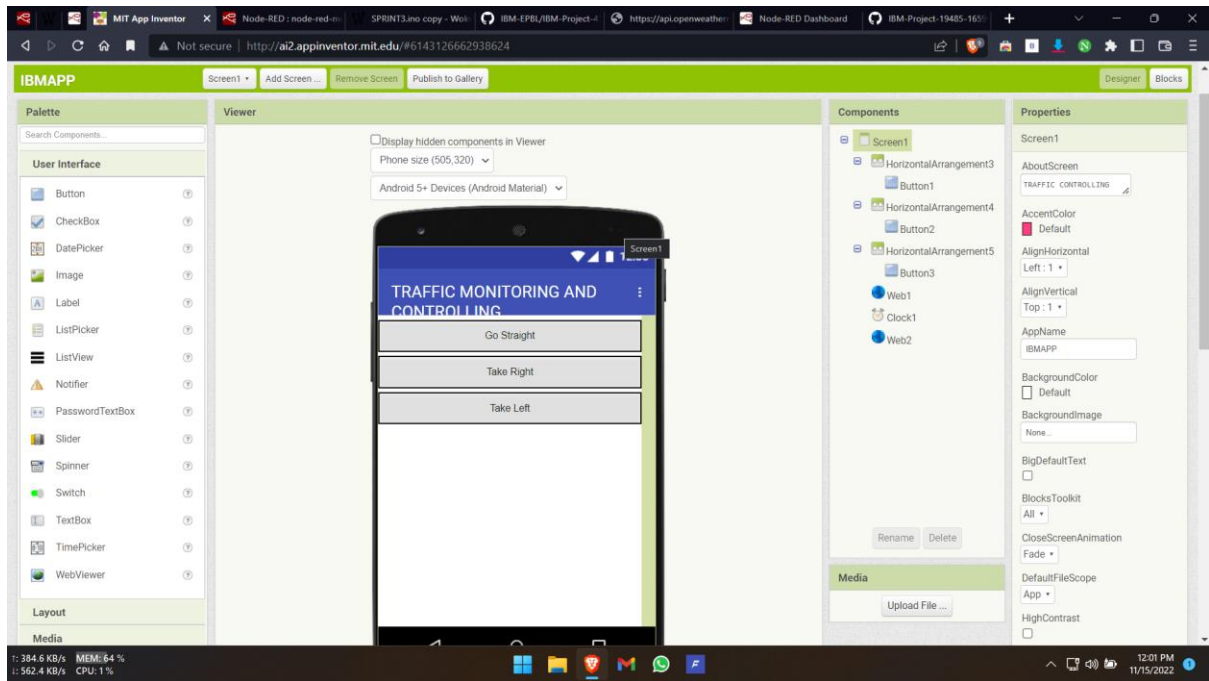 MIT App Inventor
Node-RED : node-red-n
SPRINT3.ino copy - Wok
IBM-EPBL/IBM-Project-4
https://api.openweather
Node-RED Dashboard
IBM-Project-19485-165
Not secure
http://ai2.appinventor.mit.edu/#6143126662938624
IBMAPP
Screen1
Add Screen ...
Remove Screen
Publish to Gallery
Designer
Blocks
Palette
Search Components...
User Interface
Button
CheckBox
DatePicker
Image
Label
ListPicker
ListView
Notifier
PasswordTextBox
Slider
Spinner
Switch
TextBox
TimePicker
WebViewer
Layout
Media
Viewer
Display hidden components in Viewer
Phone size (505,320)
Android 5+ Devices (Android Material)
Screen1
TRAFFIC MONITORING AND
CONTROLLING
Go Straight
Take Right
Take Left
Components
Screen1
HorizontalArrangement3
Button1
HorizontalArrangement4
Button2
HorizontalArrangement5
Button3
Web1
Clock1
Web2
Rename
Delete
Media
Upload File ...
Properties
Screen1
AboutScreen
TRAFFIC CONTROLLING
AccentColor
Default
AlignHorizontal
Left : 1
AlignVertical
Top : 1
AppName
IBMAPP
BackgroundColor
Default
BackgroundImage
None...
BigDefaultText
BlocksToolkit
All
CloseScreenAnimation
Fade
DefaultFileScope
App
HighContrast
384.6 KB/s MEM: 64 %
562.4 KB/s CPU: 1 %
12:01 PM
11/15/2022